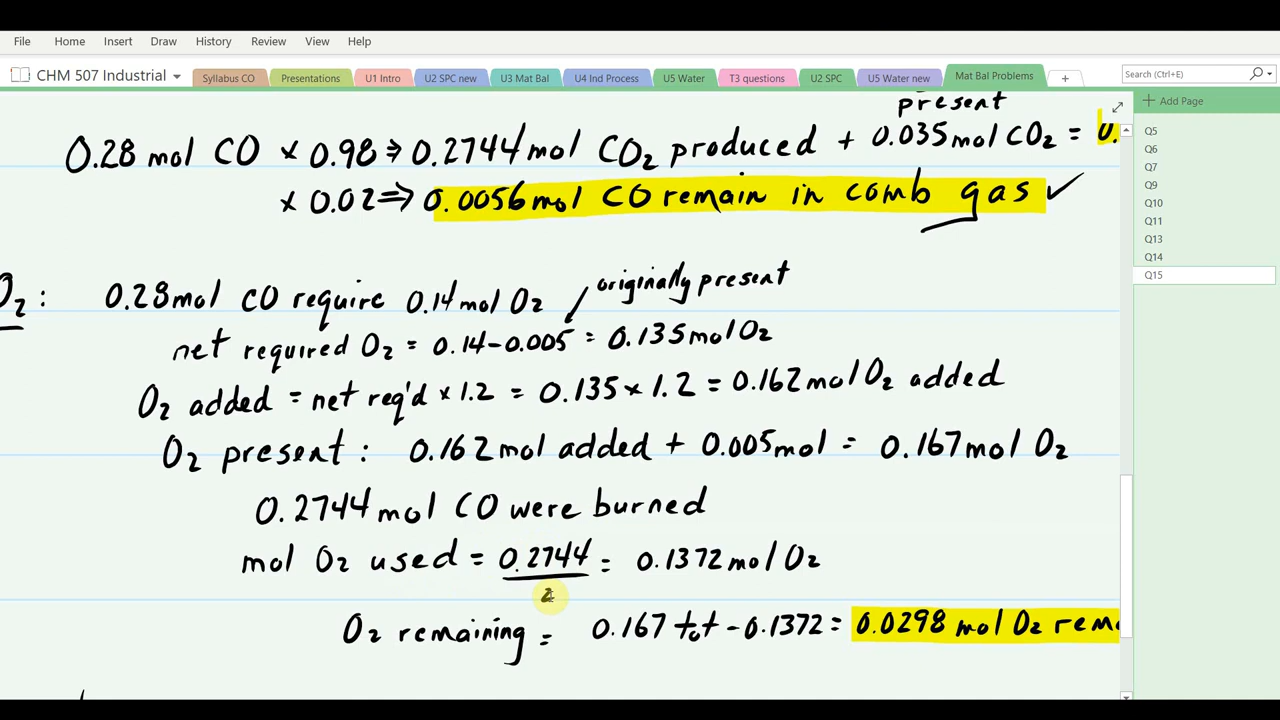 File Home Insert Draw History Review View Help
CHM 507 Industrial Syllabus CO Presentations U1 Intro U2 SPC new U3 Mat Bal U4 Ind Process U5 Water T3 questions U2 SPC U5 Water new Mat Bal Problems + Search (Ctrl+E)
present
0.28 mol CO × 0.98 ⇒ 0.2744 mol CO₂ produced + 0.035 mol CO₂ = 0.
× 0.02 ⇒ 0.0056 mol CO remain in comb gas ✓
originally present
O₂ : 0.28 mol CO require 0.14 mol O₂
net required O₂ = 0.14 - 0.005 = 0.135 mol O₂
O₂ added = net req'd × 1.2 = 0.135 × 1.2 = 0.162 mol O₂ added
O₂ present : 0.162 mol added + 0.005 mol = 0.167 mol O₂
0.2744 mol CO were burned
mol O₂ used = 0.2744 = 0.1372 mol O₂
2
O₂ remaining = 0.167 tot - 0.1372 = 0.0298 mol O₂ rem
Add Page
Q5
Q6
Q7
Q9
Q10
Q11
Q13
Q14
Q15